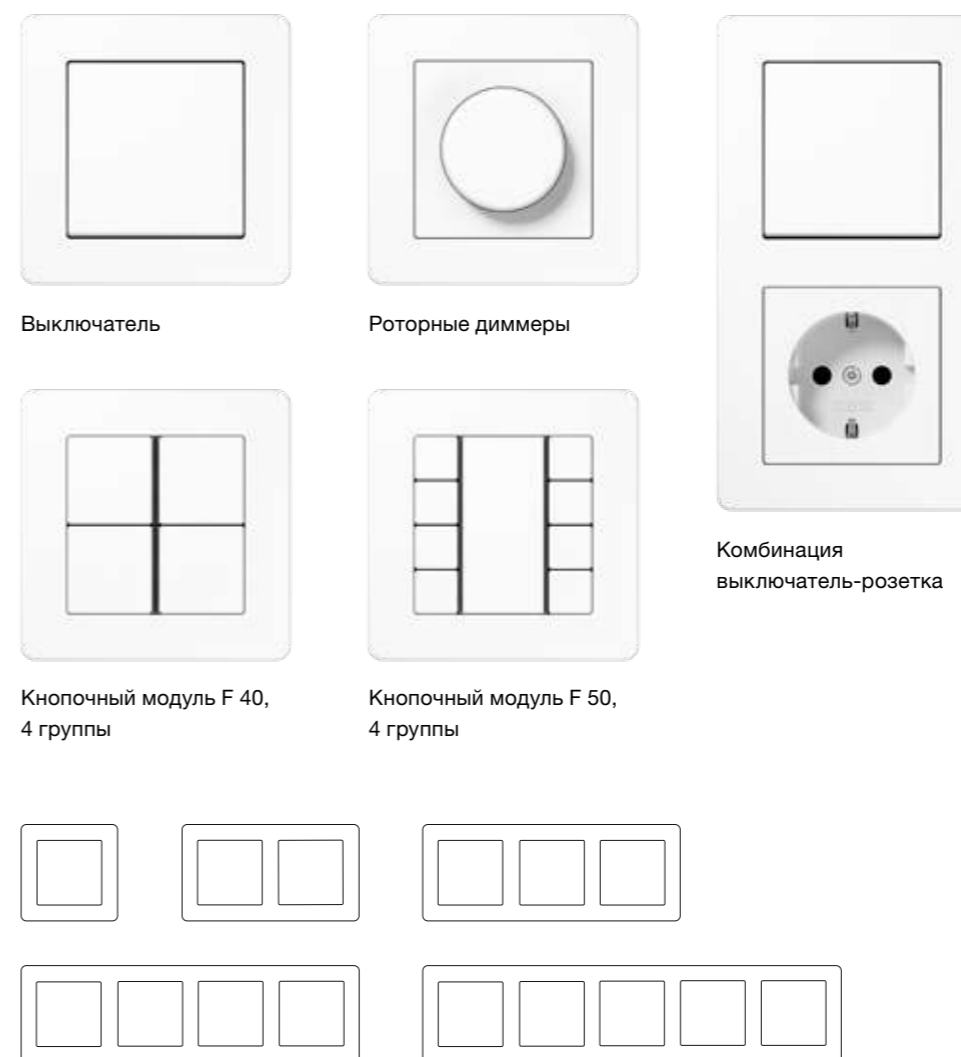 Выключатель
Роторные диммеры
Комбинация
выключатель-розетка
Кнопочный модуль F 40,
4 группы
Кнопочный модуль F 50,
4 группы